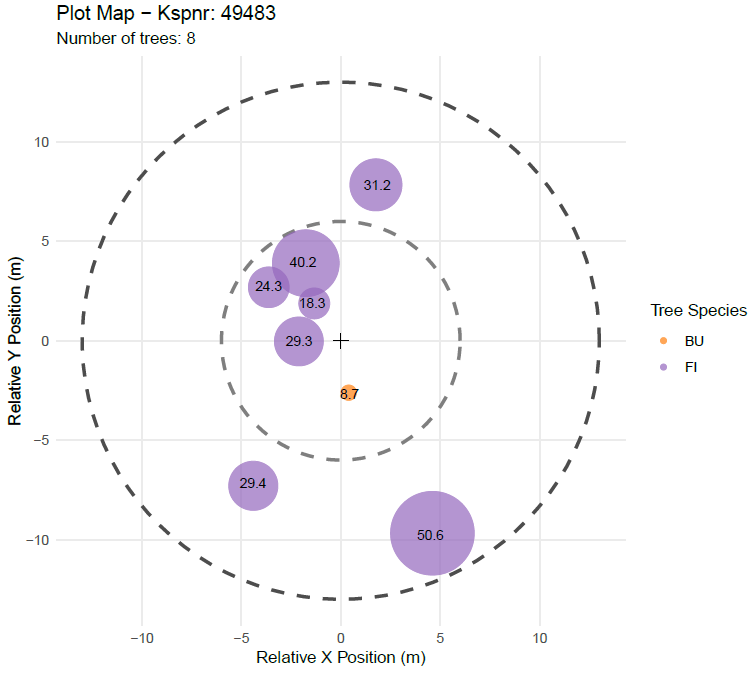 Plot Map − Kspnr: 49483
Number of trees: 8
10
5
0
−5
−10
−10
−5
0
5
10
Relative X Position (m)
Relative Y Position (m)
31.2
40.2
24.3
18.3
29.3
8.7
29.4
50.6
Tree Species
BU
FI